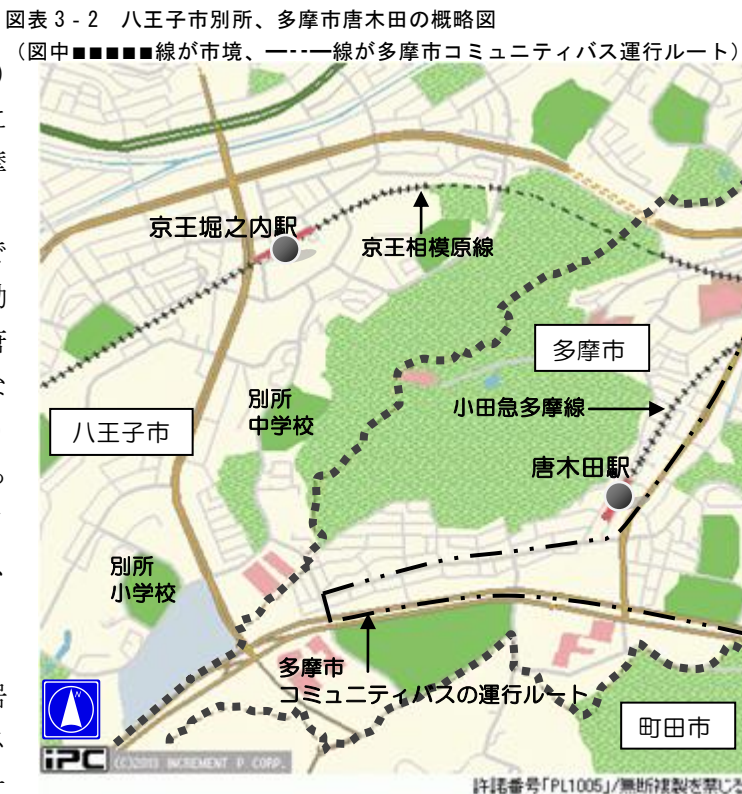 図表3-2 八王子市別所、多摩市唐木田の概略図
(図中■■■■■線が市境、━--━線が多摩市コミュニティバス運行ルート)
京王堀之内駅
京王相模原線
多摩市
別所
中学校
小田急多摩線
八王子市
唐木田駅
別所
小学校
多摩市
コミュニティバスの運行ルート
町田市
N
iPC (C)2013 INCREMENT P CORP.
許諾番号「PL1005」/無断複製を禁じる